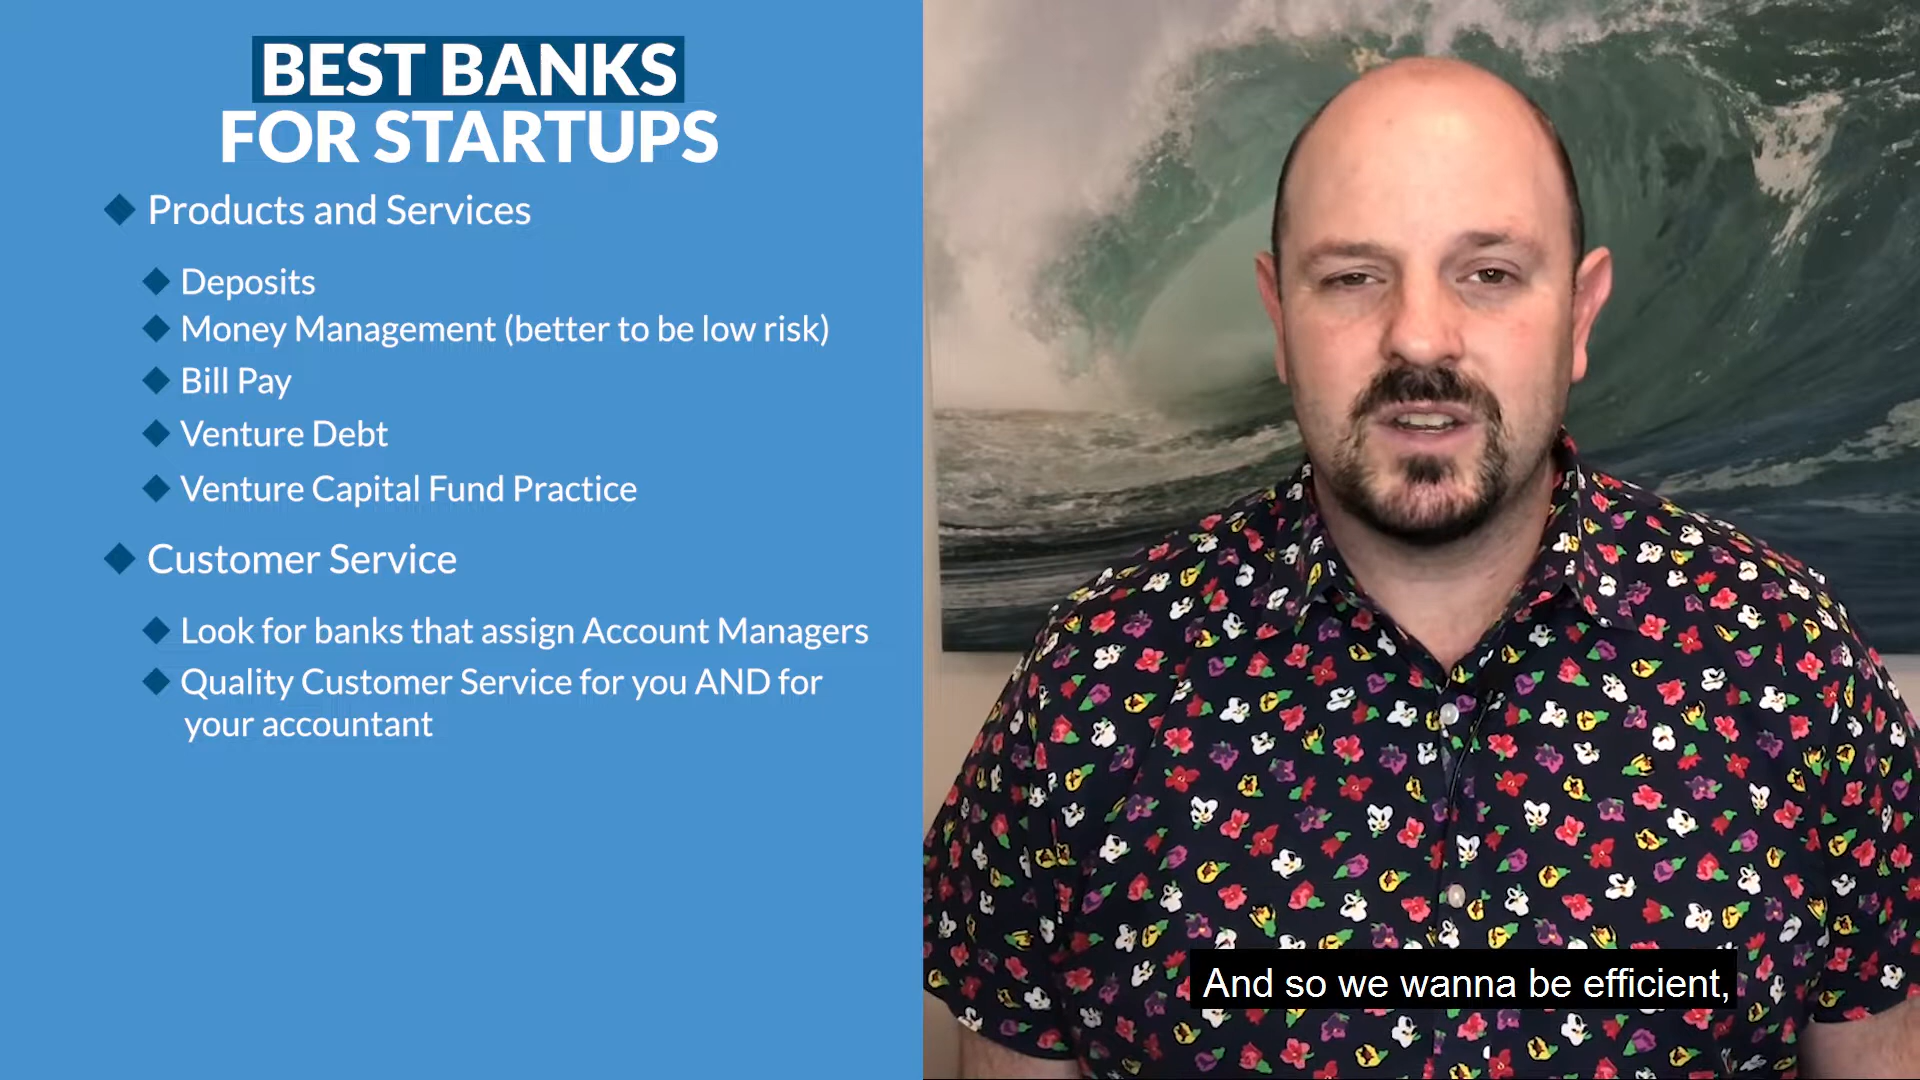 BEST BANKS
FOR STARTUPS
Products and Services
Deposits
Money Management (better to be low risk)
Bill Pay
Venture Debt
Venture Capital Fund Practice
Customer Service
Look for banks that assign Account Managers
Quality Customer Service for you AND for
your accountant
And so we wanna be efficient,